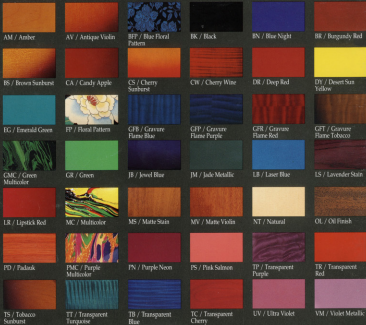 AM / Amber
AV / Antique Violin
BFP / Blue Floral
Pattern
BK / Black
BN / Blue Night
BR / Burgundy Red
BS / Brown Sunburst
CA / Candy Apple
CS / Cherry
Sunburst
CW / Cherry Wine
DR / Deep Red
DY / Desert Sun
Yellow
EG / Emerald Green
FP / Floral Pattern
GFB / Gravure
Flame Blue
GFP / Gravure
Flame Purple
GFR / Gravure
Flame Red
GFT / Gravure
Flame Tobacco
GMC / Green
Multicolor
GR / Green
JB / Jewel Blue
JM / Jade Metallic
LB / Laser Blue
LS / Lavender Stain
LR / Lipstick Red
MC / Multicolor
MS / Matte Stain
MV / Matte Violin
NT / Natural
OL / Oil Finish
PD / Padauk
PMC / Purple
Multicolor
PN / Purple Neon
PS / Pink Salmon
TP / Transparent
Purple
TR / Transparent
Red
TS / Tobacco
Sunburst
TT / Transparent
Turquoise
TB / Transparent
Blue
TC / Transparent
Cherry
UV / Ultra Violet
VM / Violet Metallic